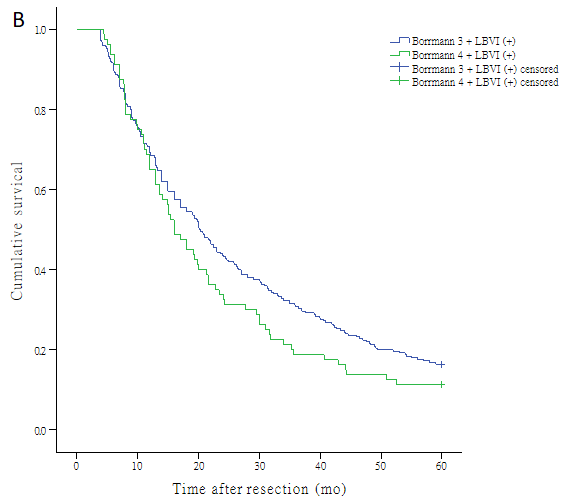 B
Borrmann 3 + LBVI (+)
Borrmann 4 + LBVI (+)
Borrmann 3 + LBVI (+) censored
Borrmann 4 + LBVI (+) censored
Cumulative survical
1.0
0.8
0.6
0.4
0.2
0.0
0 10 20 30 40 50 60
Time after resection (mo)